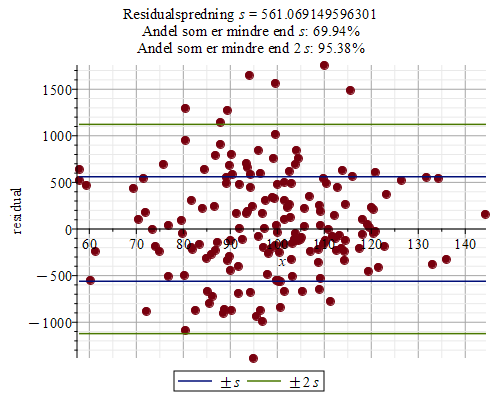 Residualspredning s = 561.069149596301
Andel som er mindre end s: 69.94%
Andel som er mindre end 2 s: 95.38%
1500
1000
500
0
−500
−1000
residual
60 70 80 90 100 110 120 130 140
x
± s ± 2 s